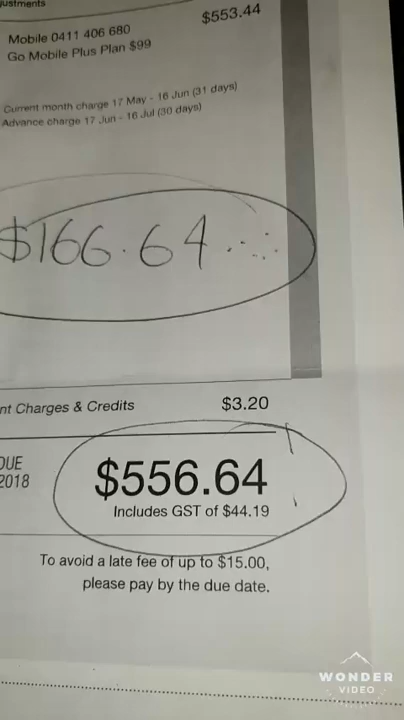 $553.44
Mobile 0411 406 680
Go Mobile Plus Plan $99
Current month charge 17 May - 16 Jun (31 days)
Advance charge 17 Jun - 16 Jul (30 days)
$166.64
nt Charges & Credits $3.20
DUE
2018
$556.64
Includes GST of $44.19
To avoid a late fee of up to $15.00,
please pay by the due date.
WONDER
VIDEO